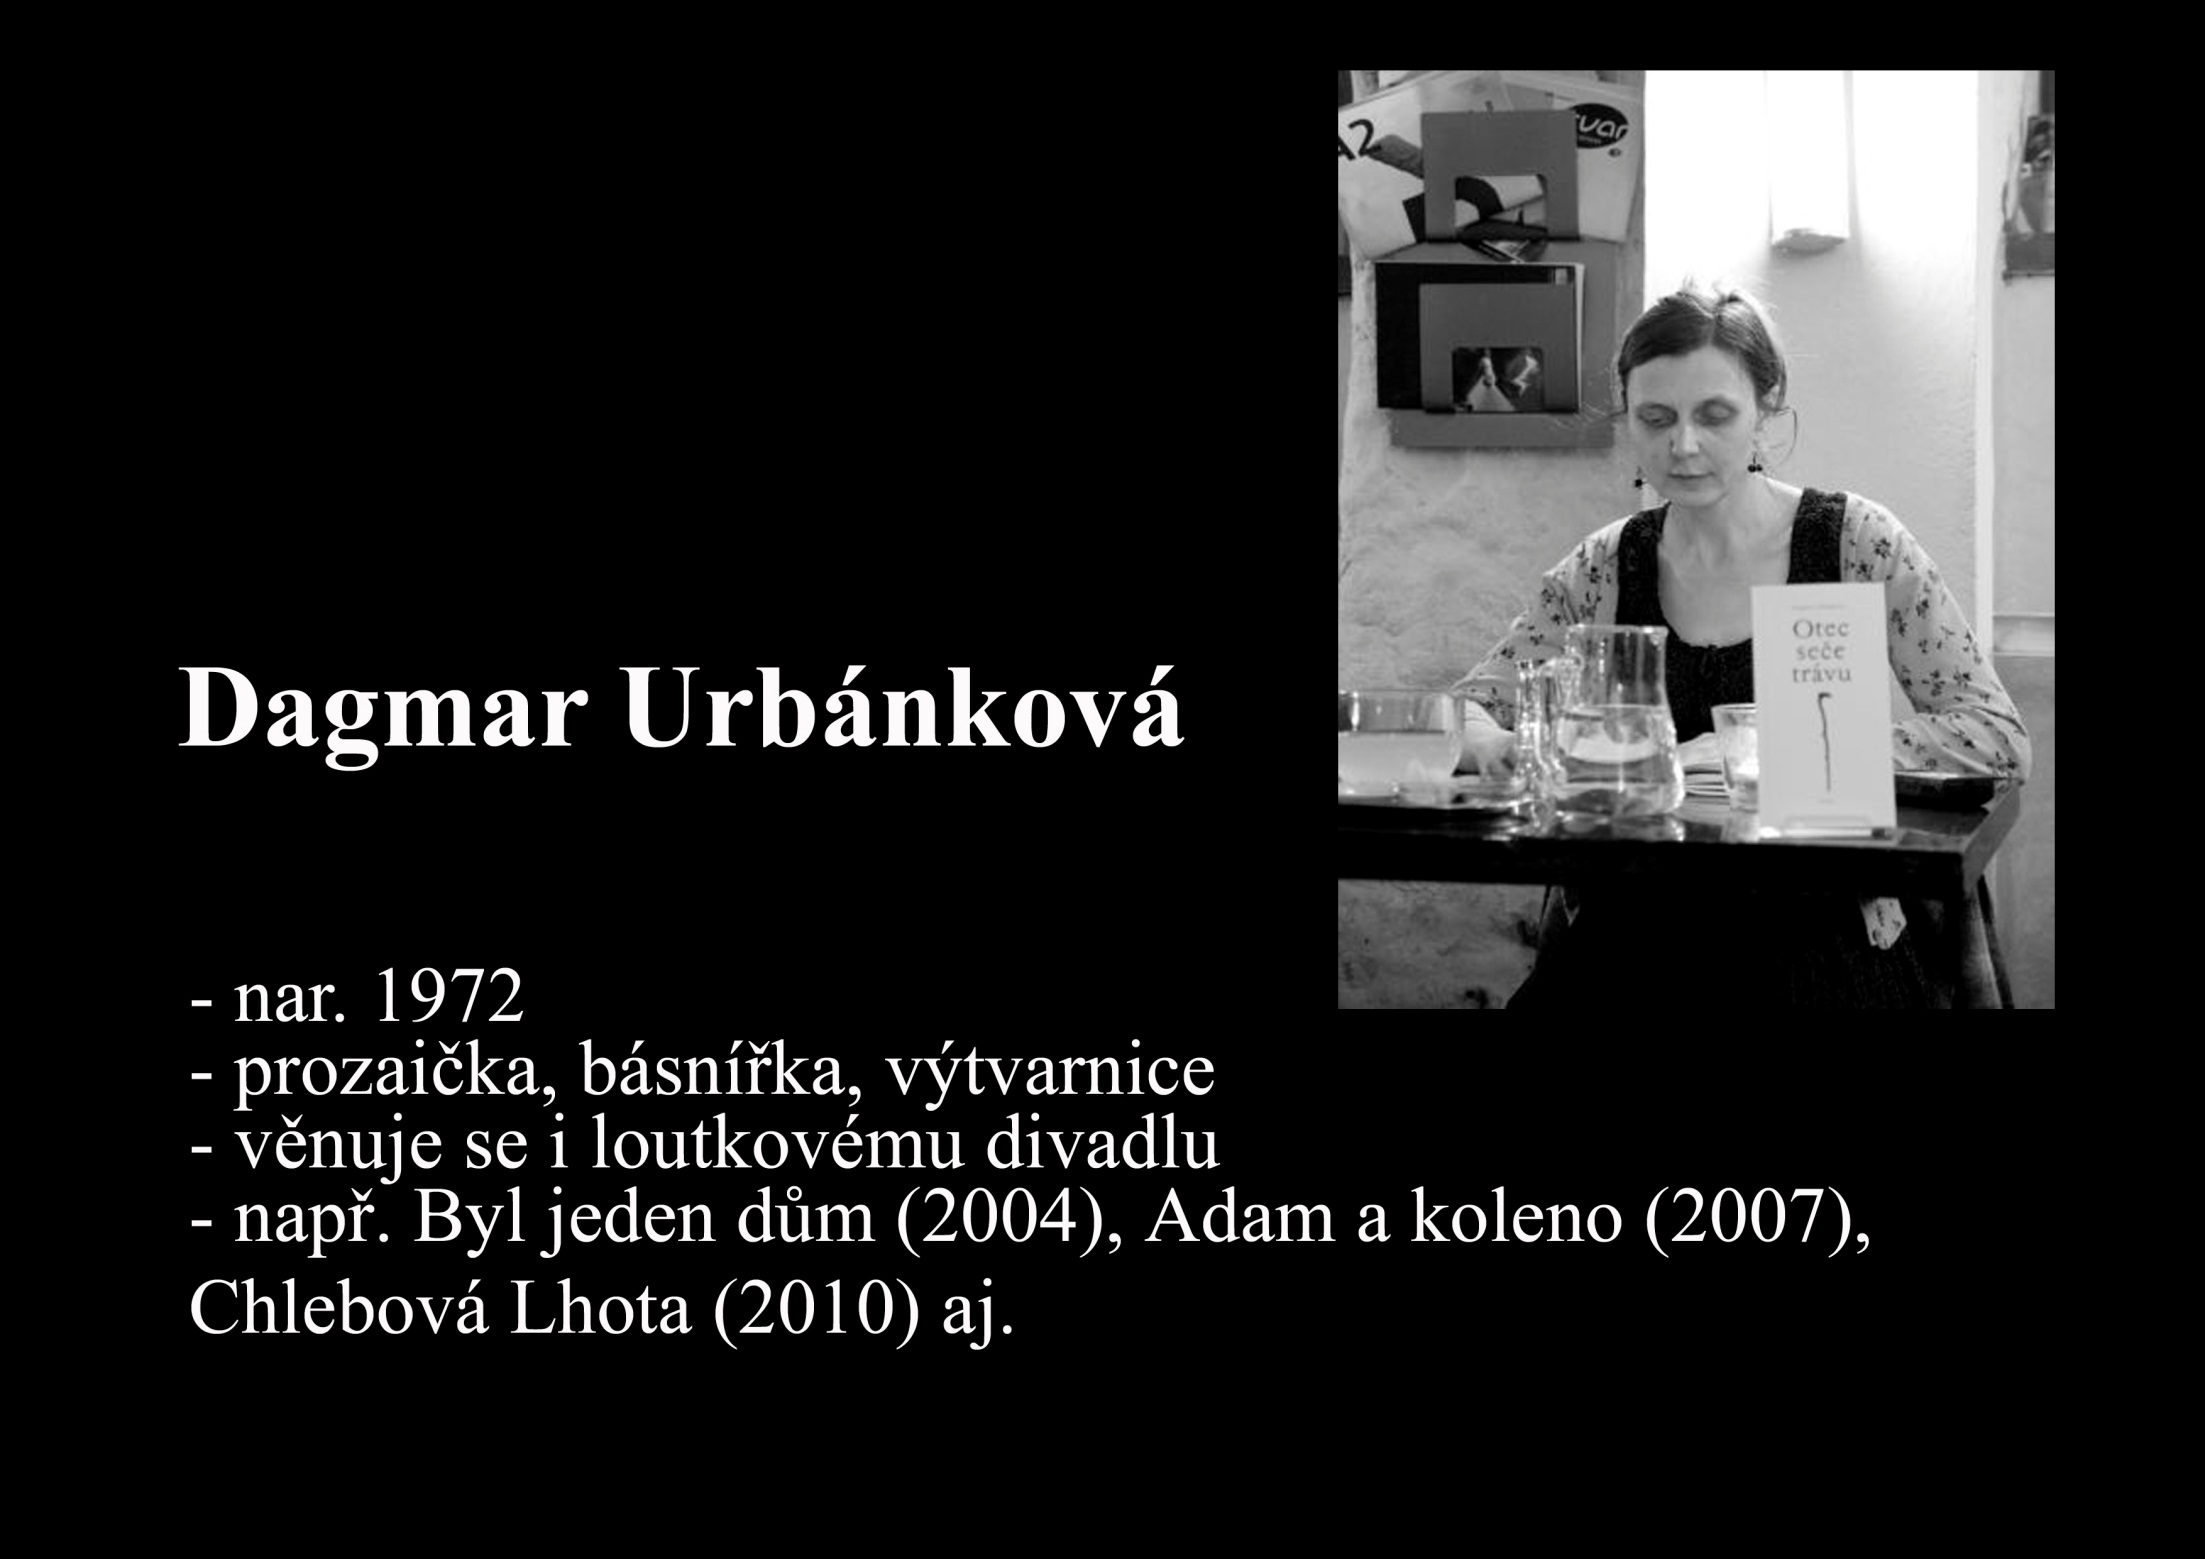 A2
Otec
seče
trávu
Dagmar Urbánková
- nar. 1972
- prozaička, básnířka, výtvarnice
- věnuje se i loutkovému divadlu
- např. Byl jeden dům (2004), Adam a koleno (2007),
Chlebová Lhota (2010) aj.